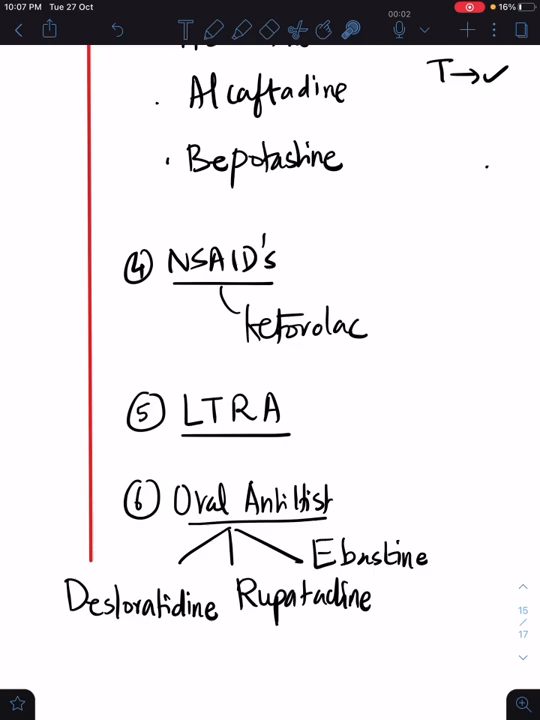 10:07 PM Tue 27 Oct
00:02
16%
T→✓
. Alcaftadine
. Bepotastine
④ NSAID's
Ketorolac
⑤ LTRA
⑥ Oral Antihist
Ebastine
Desloratidine Rupatadine
15
/
17